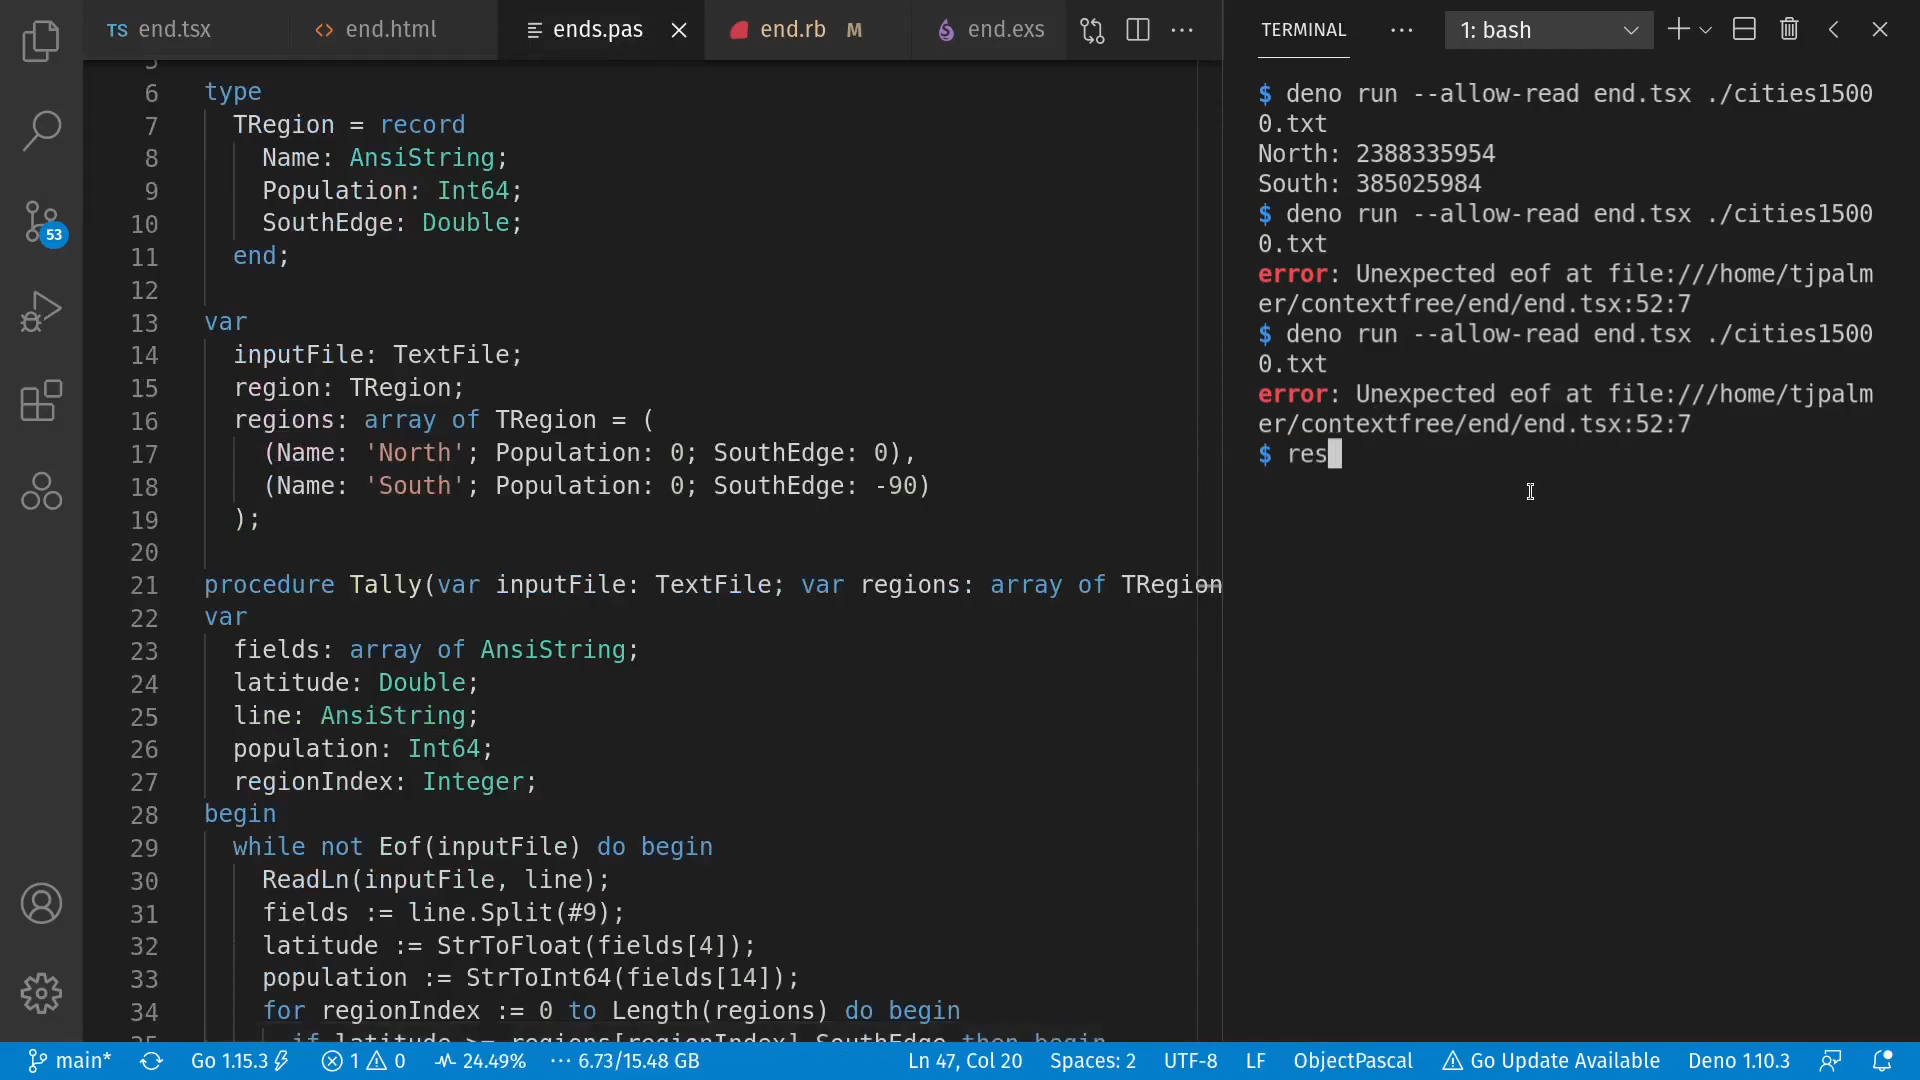 TS end.tsx <> end.html ends.pas end.rb M end.exs
TERMINAL 1: bash
5
6 type
7 TRegion = record
8 Name: AnsiString;
9 Population: Int64;
10 SouthEdge: Double;
11 end;
12
13 var
14 inputFile: TextFile;
15 region: TRegion;
16 regions: array of TRegion = (
17 (Name: 'North'; Population: 0; SouthEdge: 0),
18 (Name: 'South'; Population: 0; SouthEdge: -90)
19 );
20
21 procedure Tally(var inputFile: TextFile; var regions: array of TRegion
22 var
23 fields: array of AnsiString;
24 latitude: Double;
25 line: AnsiString;
26 population: Int64;
27 regionIndex: Integer;
28 begin
29 while not Eof(inputFile) do begin
30 ReadLn(inputFile, line);
31 fields := line.Split(#9);
32 latitude := StrToFloat(fields[4]);
33 population := StrToInt64(fields[14]);
34 for regionIndex := 0 to Length(regions) do begin
35 if latitude >= regions[regionIndex].SouthEdge then begin
$ deno run --allow-read end.tsx ./cities1500
0.txt
North: 2388335954
South: 385025984
$ deno run --allow-read end.tsx ./cities1500
0.txt
error: Unexpected eof at file:///home/tjpalm
er/contextfree/end/end.tsx:52:7
$ deno run --allow-read end.tsx ./cities1500
0.txt
error: Unexpected eof at file:///home/tjpalm
er/contextfree/end/end.tsx:52:7
$ res
53
main* Go 1.15.3 1 0 24.49% ··· 6.73/15.48 GB Ln 47, Col 20 Spaces: 2 UTF-8 LF ObjectPascal Go Update Available Deno 1.10.3